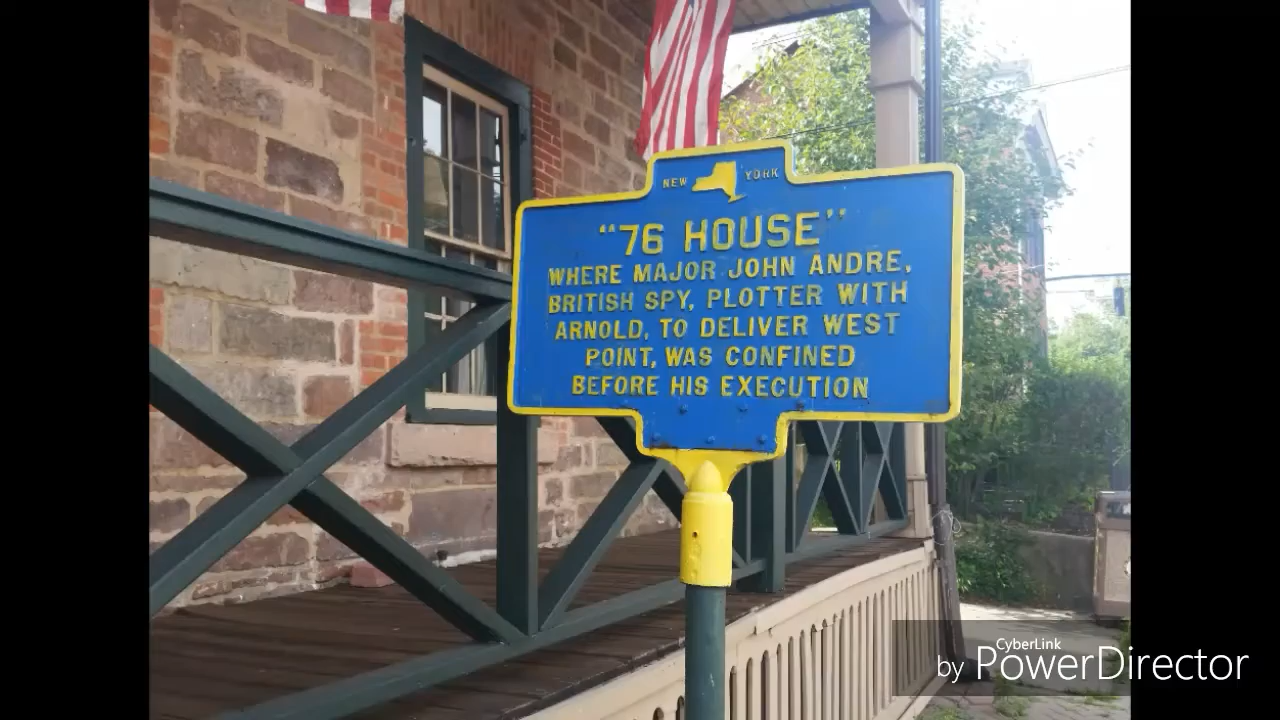 NEW YORK
"76 HOUSE"
WHERE MAJOR JOHN ANDRE,
BRITISH SPY, PLOTTER WITH
ARNOLD, TO DELIVER WEST
POINT, WAS CONFINED
BEFORE HIS EXECUTION
CyberLink
by PowerDirector